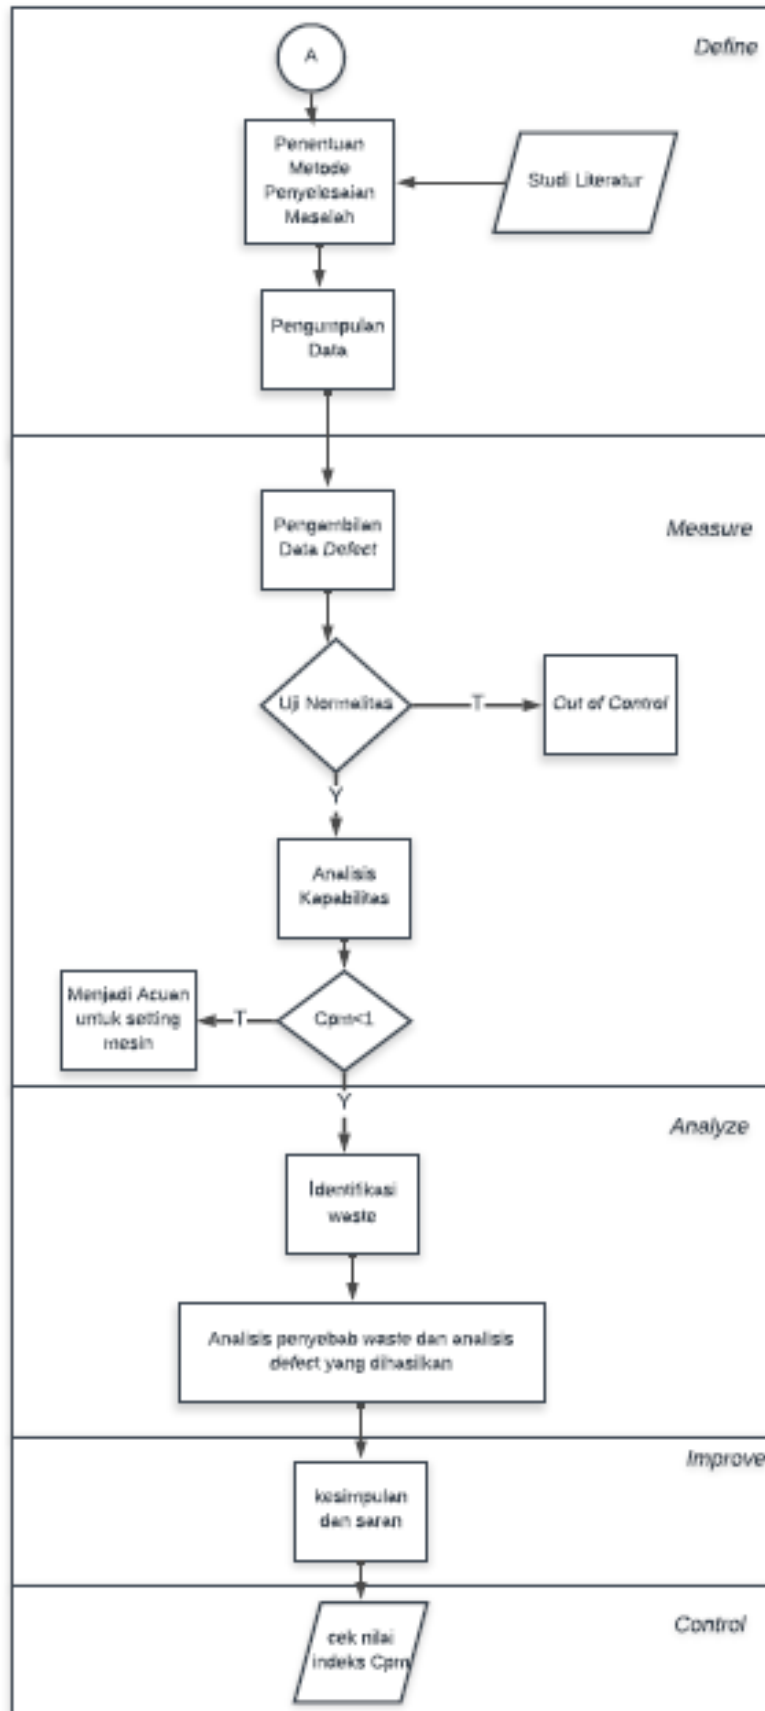 Define
A
Penentuan
Metode
Penyelesaian
Masalah
Studi Literatur
Pengumpulan
Data
Measure
Pengambilan
Data Defect
Uji Normalitas
T
Out of Control
Y
Analisis
Kapabilitas
Menjadi Acuan
untuk setting
mesin
T
Cpm<1
Y
Analyze
Identifikasi
waste
Analisis penyebab waste dan analisis
defect yang dihasilkan
Improve
kesimpulan
dan saran
Control
cek nilai
indeks Cpm